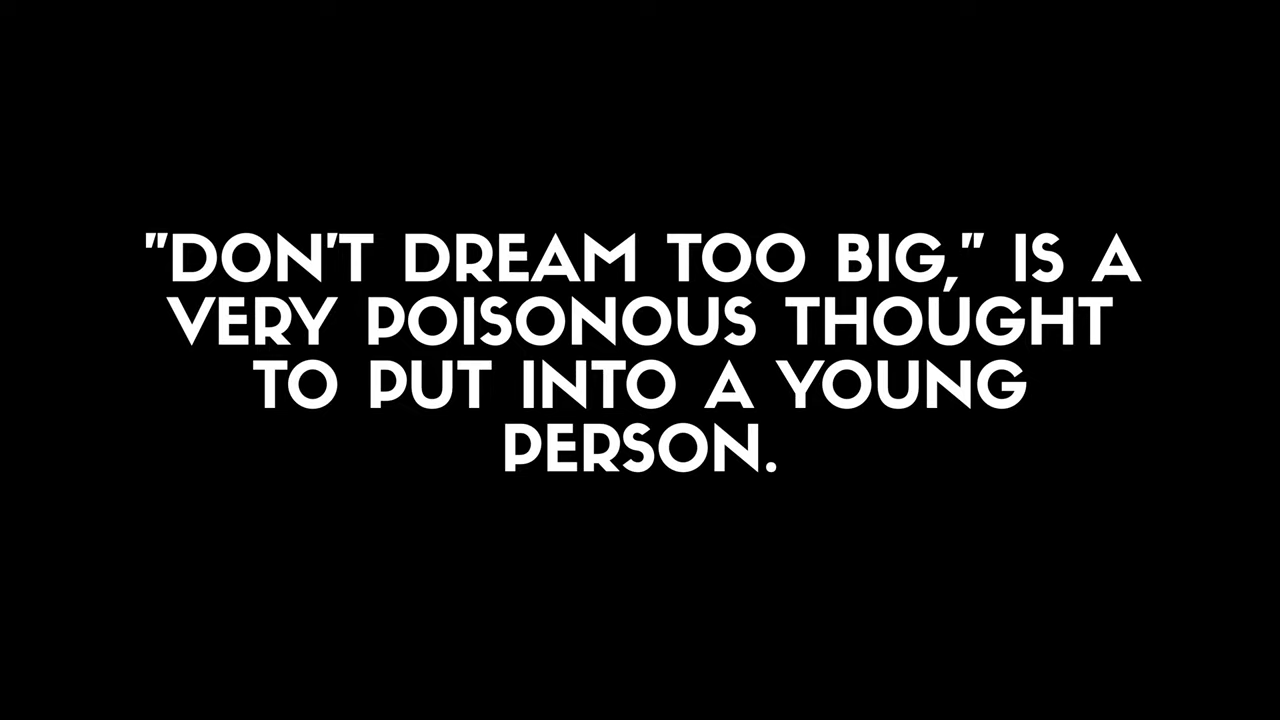 "DON'T DREAM TOO BIG," IS A
VERY POISONOUS THOUGHT
TO PUT INTO A YOUNG
PERSON.